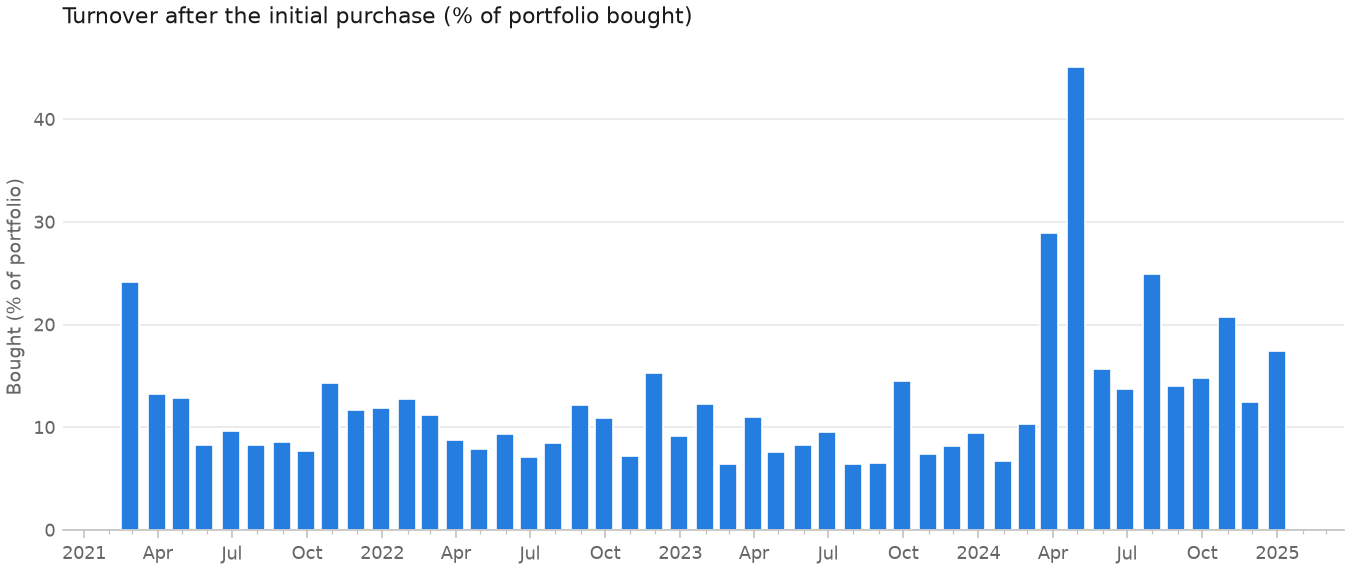 Turnover after the initial purchase (% of portfolio bought)
Bought (% of portfolio)
40
30
20
10
0
2021 Apr Jul Oct 2022 Apr Jul Oct 2023 Apr Jul Oct 2024 Apr Jul Oct 2025